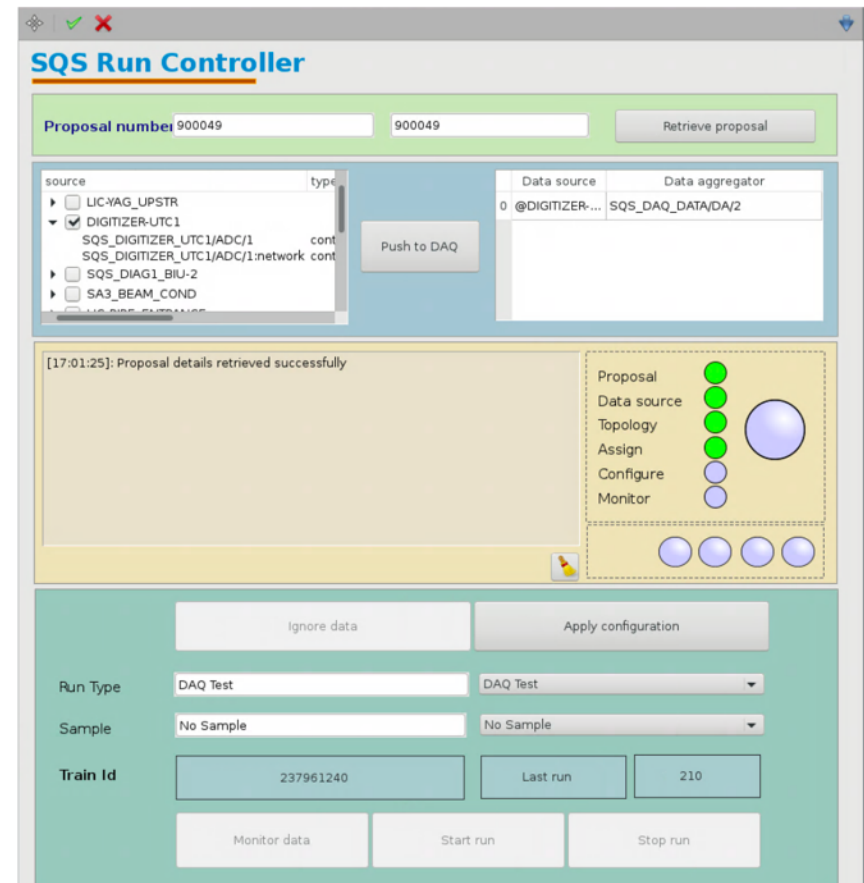 SQS Run Controller
Proposal number 900049 900049 Retrieve proposal
source type
LIC-YAG_UPSTR
DIGITIZER-UTC1
SQS_DIGITIZER_UTC1/ADC/1 cont
SQS_DIGITIZER_UTC1/ADC/1:network cont
SQS_DIAG1_BIU-2
SA3_BEAM_COND
Push to DAQ
Data source Data aggregator
0 @DIGITIZER-... SQS_DAQ_DATA/DA/2
[17:01:25]: Proposal details retrieved successfully
Proposal
Data source
Topology
Assign
Configure
Monitor
Ignore data Apply configuration
Run Type DAQ Test DAQ Test
Sample No Sample No Sample
Train Id 237961240 Last run 210
Monitor data Start run Stop run